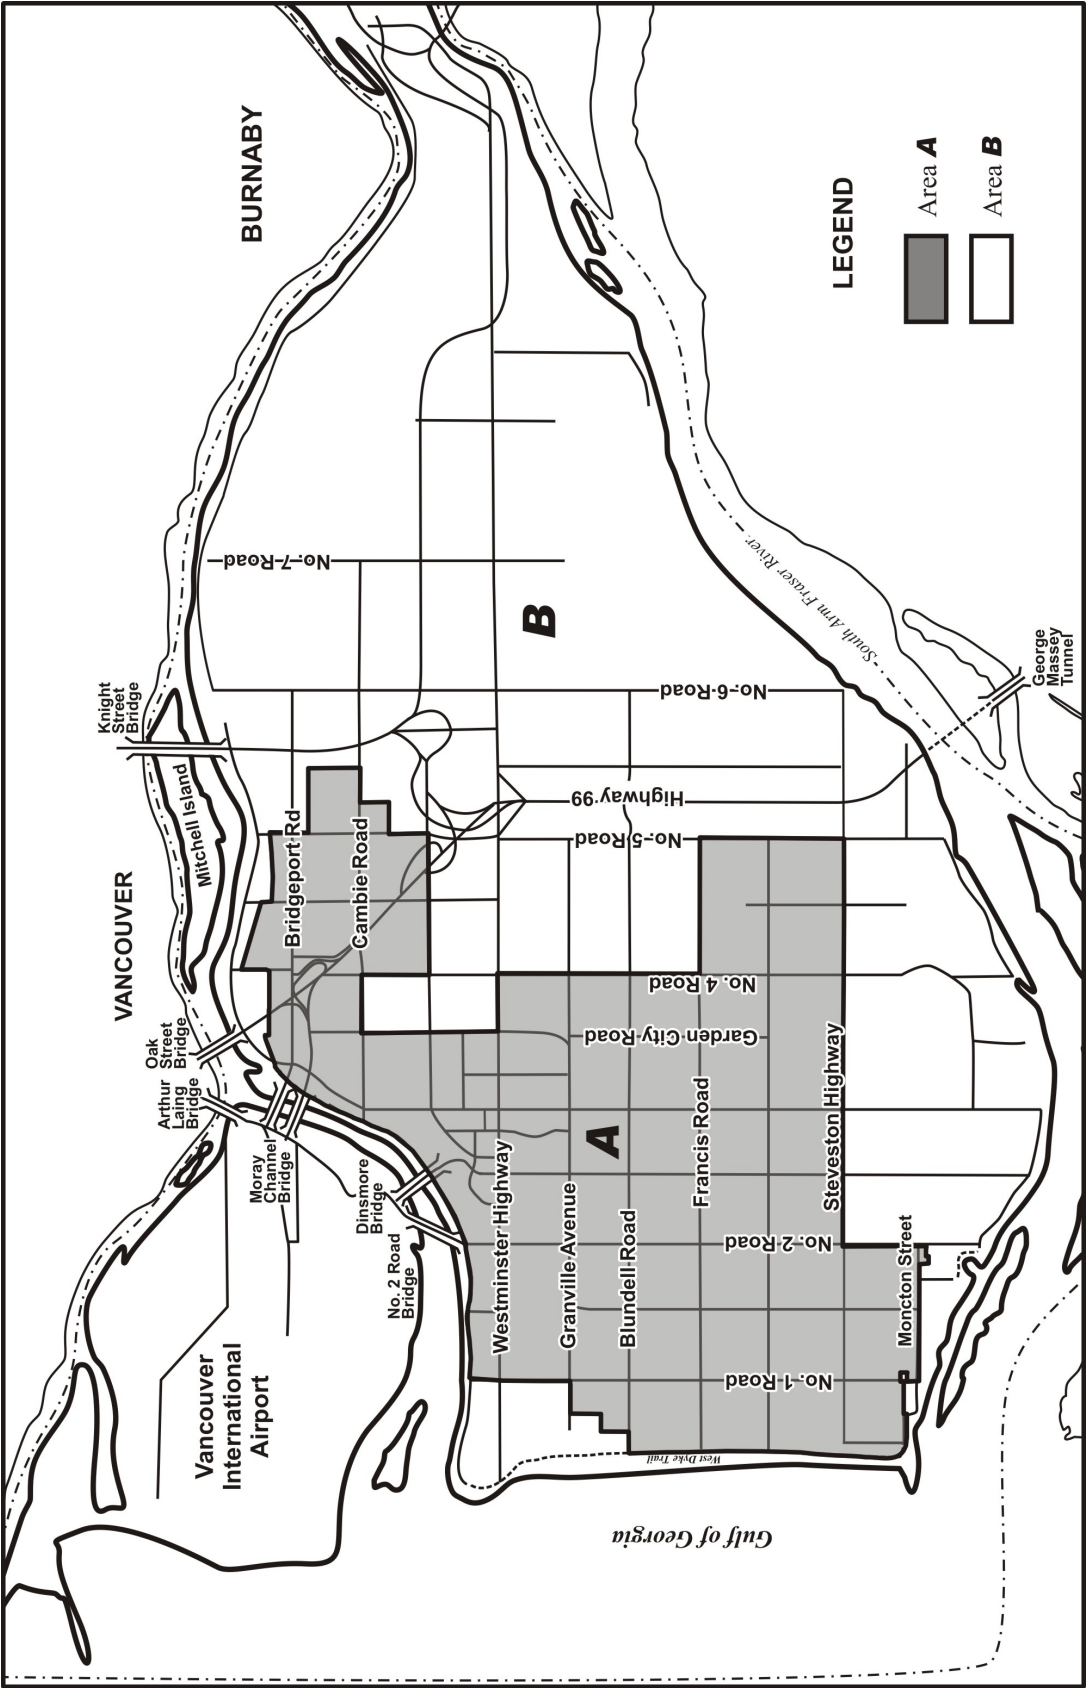 BURNABY
VANCOUVER
Knight
Street
Bridge
Mitchell Island
Oak
Street
Bridge
Arthur
Laing
Bridge
Moray
Channel
Bridge
Dinsmore
Bridge
No. 2 Road
Bridge
Vancouver
International
Airport
Bridgeport Rd
Cambie Road
Westminster Highway
Granville Avenue
Blundell Road
Francis Road
Steveston Highway
Moncton Street
No. 1 Road
No. 2 Road
Garden City Road
No. 4 Road
No. 5 Road
Highway 99
No. 6 Road
No. 7 Road
A
B
West Dyke Trail
Gulf of Georgia
South Arm Fraser River
George
Massey
Tunnel
LEGEND
Area A
Area B